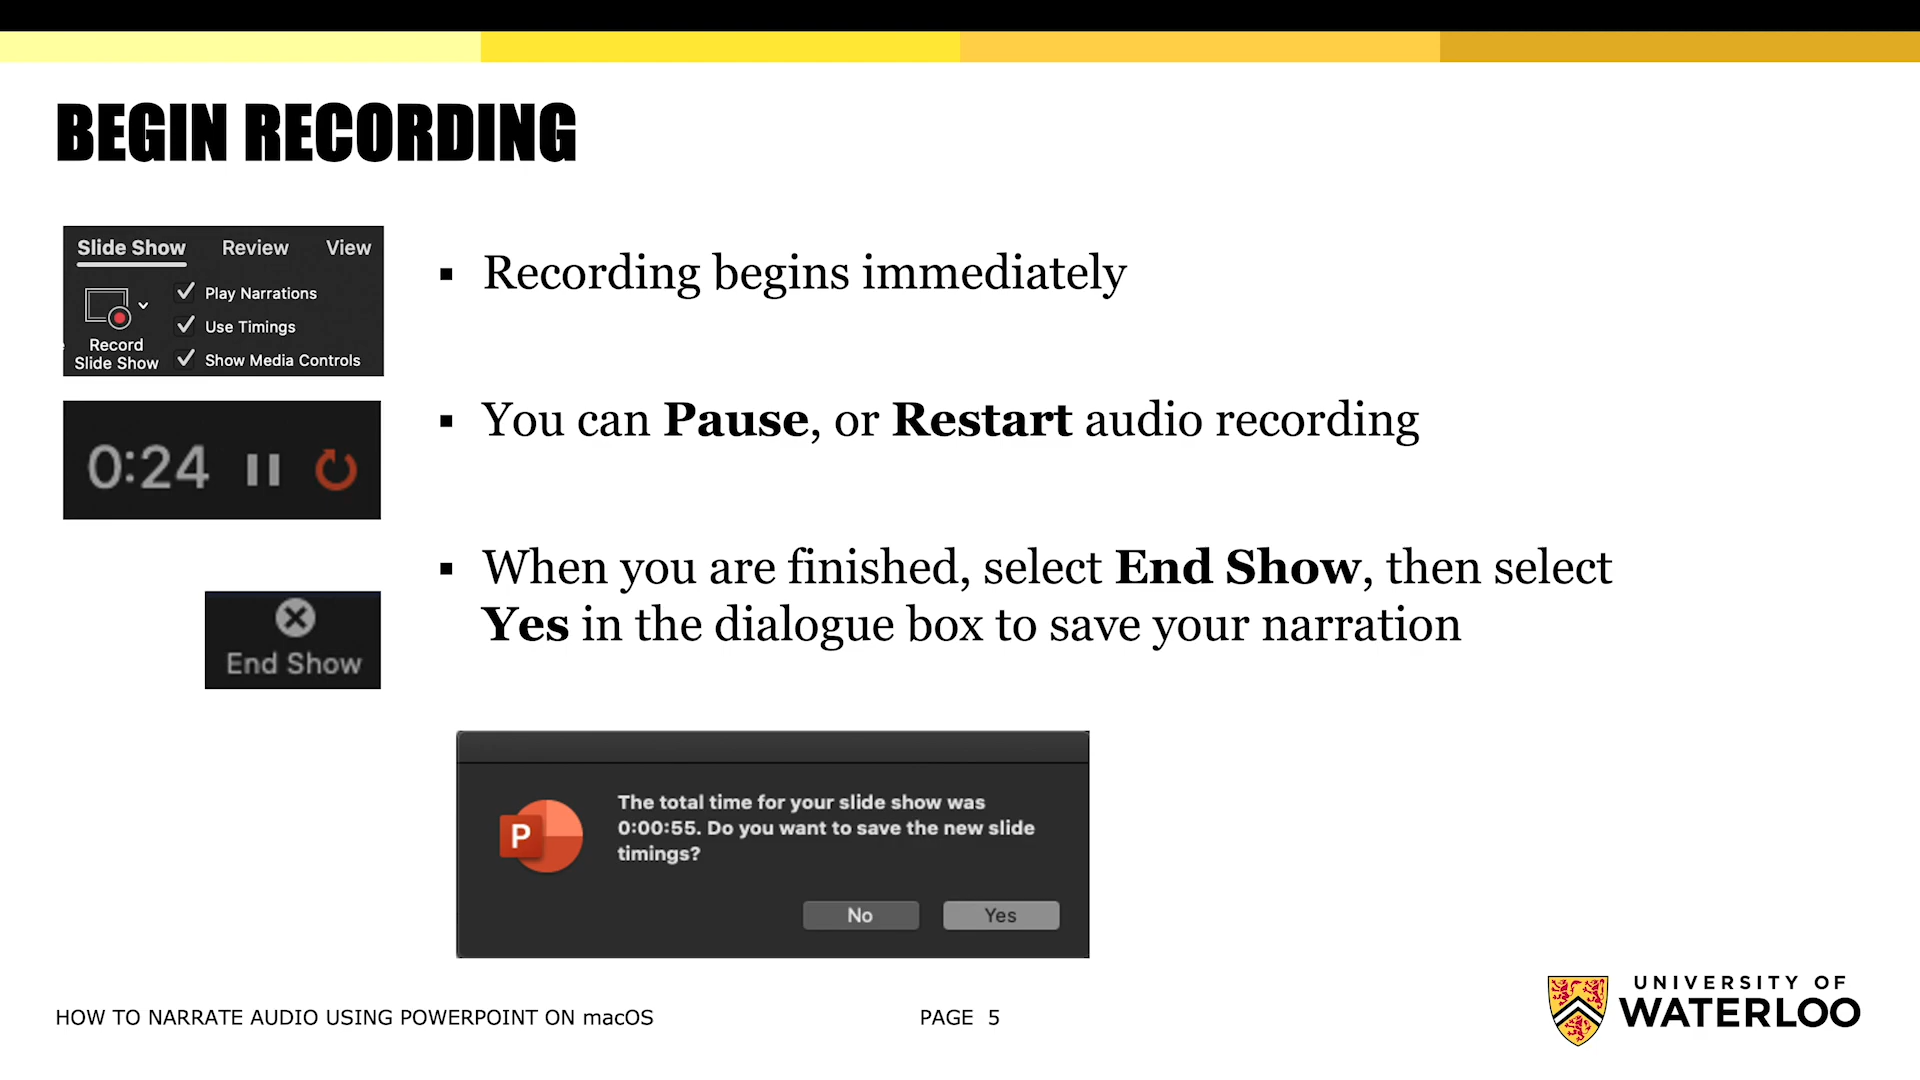 BEGIN RECORDING
Slide Show Review View
Play Narrations
Use Timings
Show Media Controls
Record
Slide Show
▪ Recording begins immediately
0:24
▪ You can Pause, or Restart audio recording
▪ When you are finished, select End Show, then select
Yes in the dialogue box to save your narration
End Show
P
The total time for your slide show was
0:00:55. Do you want to save the new slide
timings?
No Yes
HOW TO NARRATE AUDIO USING POWERPOINT ON macOS
PAGE 5
UNIVERSITY OF
WATERLOO